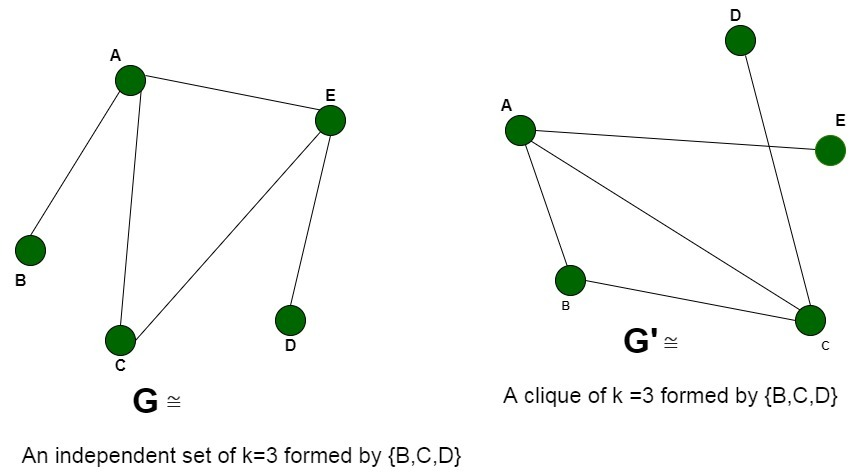 A
E
B
C
D
G ≅
An independent set of k=3 formed by {B,C,D}
D
A
E
B
C
G' ≅
A clique of k =3 formed by {B,C,D}